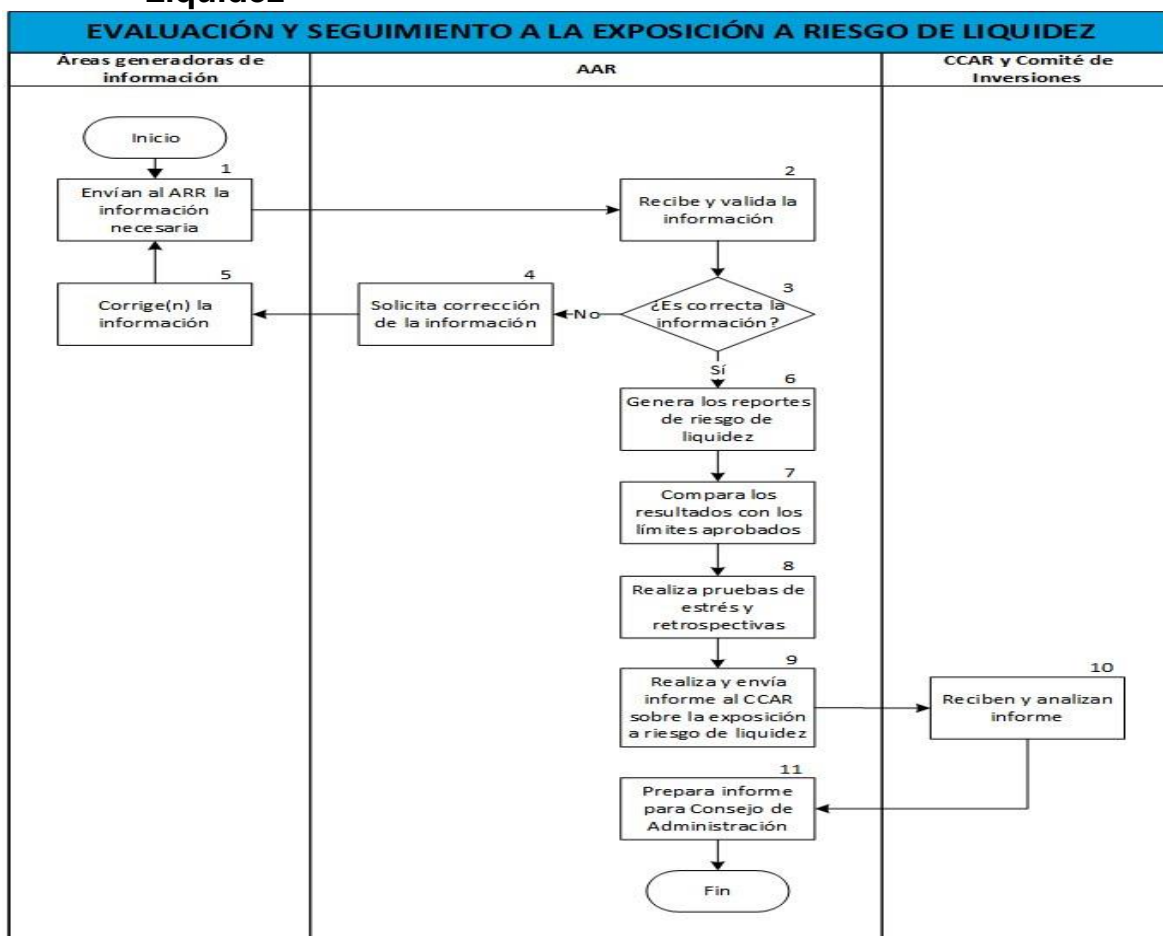 Liquidez
EVALUACIÓN Y SEGUIMIENTO A LA EXPOSICIÓN A RIESGO DE LIQUIDEZ
Áreas generadoras de
información
AAR
CCAR y Comité de
Inversiones
Inicio
1
Envían al ARR la
información
necesaria
2
Recibe y valida la
información
3
¿Es correcta la
información?
No
4
Solicita corrección
de la información
5
Corrige(n) la
información
Sí
6
Genera los reportes
de riesgo de
liquidez
7
Compara los
resultados con los
límites aprobados
8
Realiza pruebas de
estrés y
retrospectivas
9
Realiza y envía
informe al CCAR
sobre la exposición
a riesgo de liquidez
10
Reciben y analizan
informe
11
Prepara informe
para Consejo de
Administración
Fin